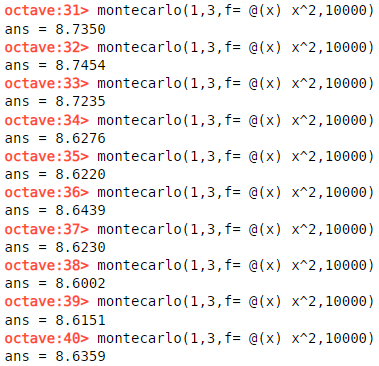 octave:31> montecarlo(1,3,f= @(x) x^2,10000)
ans = 8.7350
octave:32> montecarlo(1,3,f= @(x) x^2,10000)
ans = 8.7454
octave:33> montecarlo(1,3,f= @(x) x^2,10000)
ans = 8.7235
octave:34> montecarlo(1,3,f= @(x) x^2,10000)
ans = 8.6276
octave:35> montecarlo(1,3,f= @(x) x^2,10000)
ans = 8.6220
octave:36> montecarlo(1,3,f= @(x) x^2,10000)
ans = 8.6439
octave:37> montecarlo(1,3,f= @(x) x^2,10000)
ans = 8.6230
octave:38> montecarlo(1,3,f= @(x) x^2,10000)
ans = 8.6002
octave:39> montecarlo(1,3,f= @(x) x^2,10000)
ans = 8.6151
octave:40> montecarlo(1,3,f= @(x) x^2,10000)
ans = 8.6359